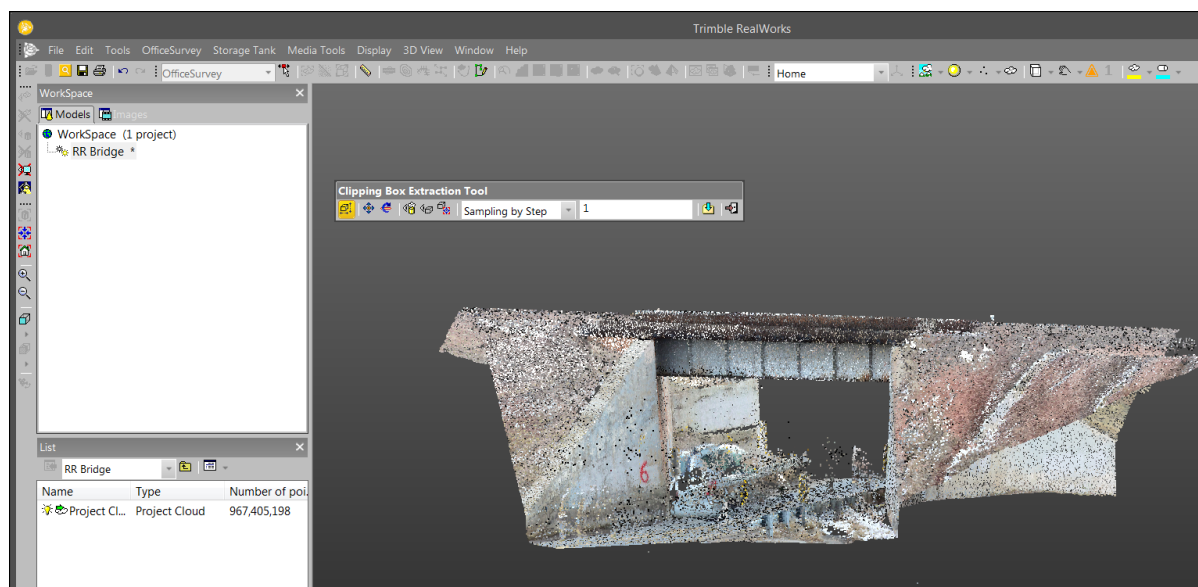 Trimble RealWorks
File Edit Tools OfficeSurvey Storage Tank Media Tools Display 3D View Window Help
OfficeSurvey Home 1
WorkSpace
Models Images
WorkSpace (1 project)
RR Bridge *
Clipping Box Extraction Tool
Sampling by Step 1
6
List
RR Bridge
Name Type Number of poi.
Project Cl... Project Cloud 967,405,198